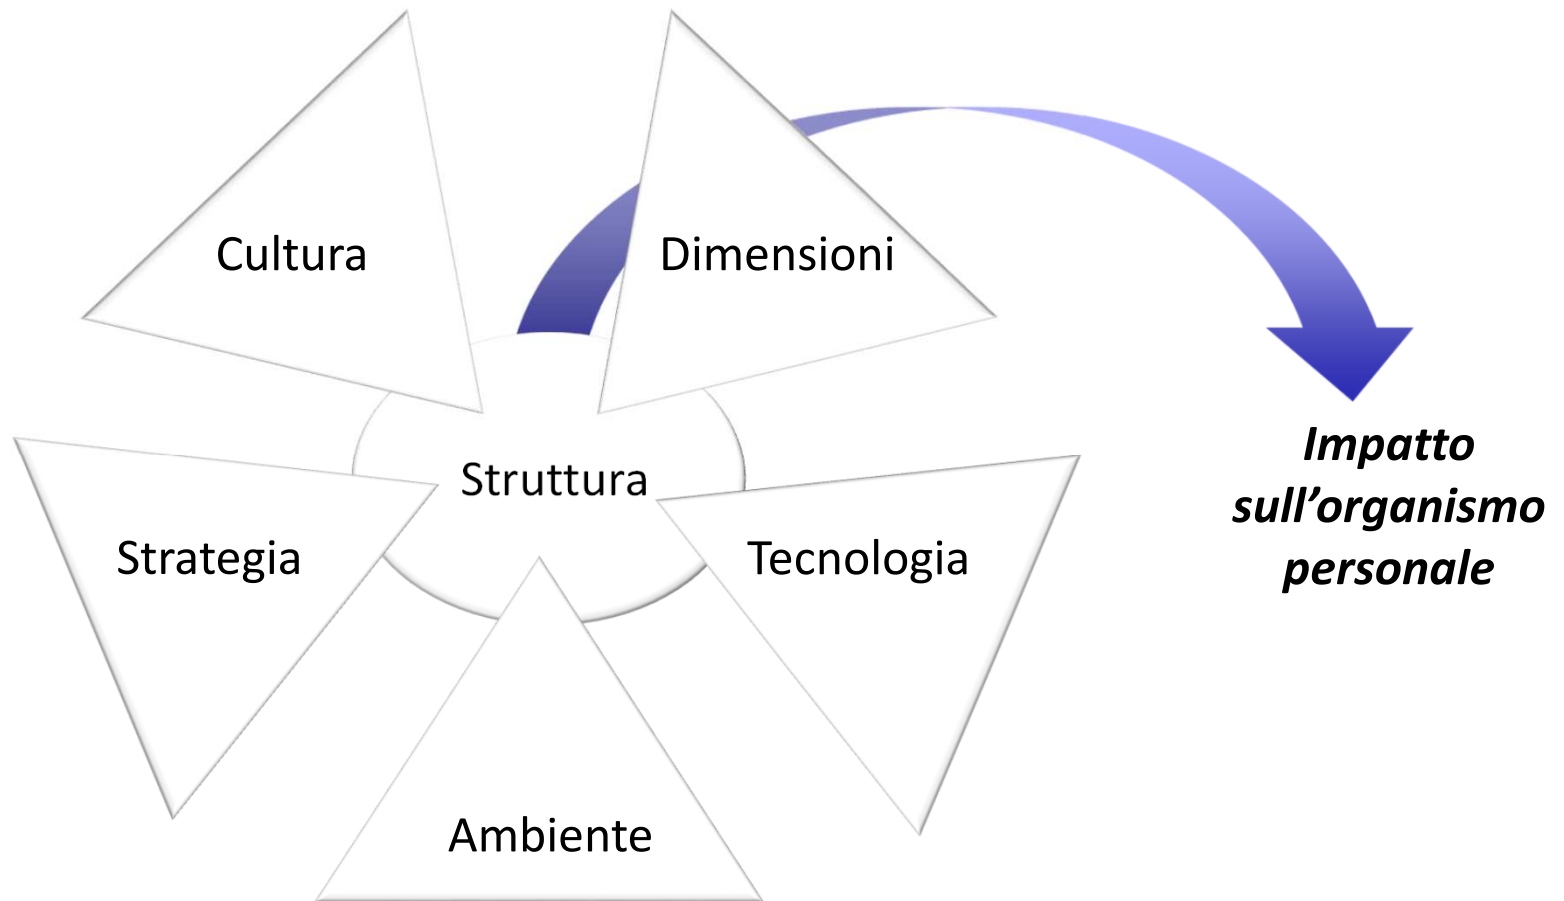 Cultura
Dimensioni
Struttura
Strategia
Tecnologia
Ambiente
Impatto
sull’organismo
personale